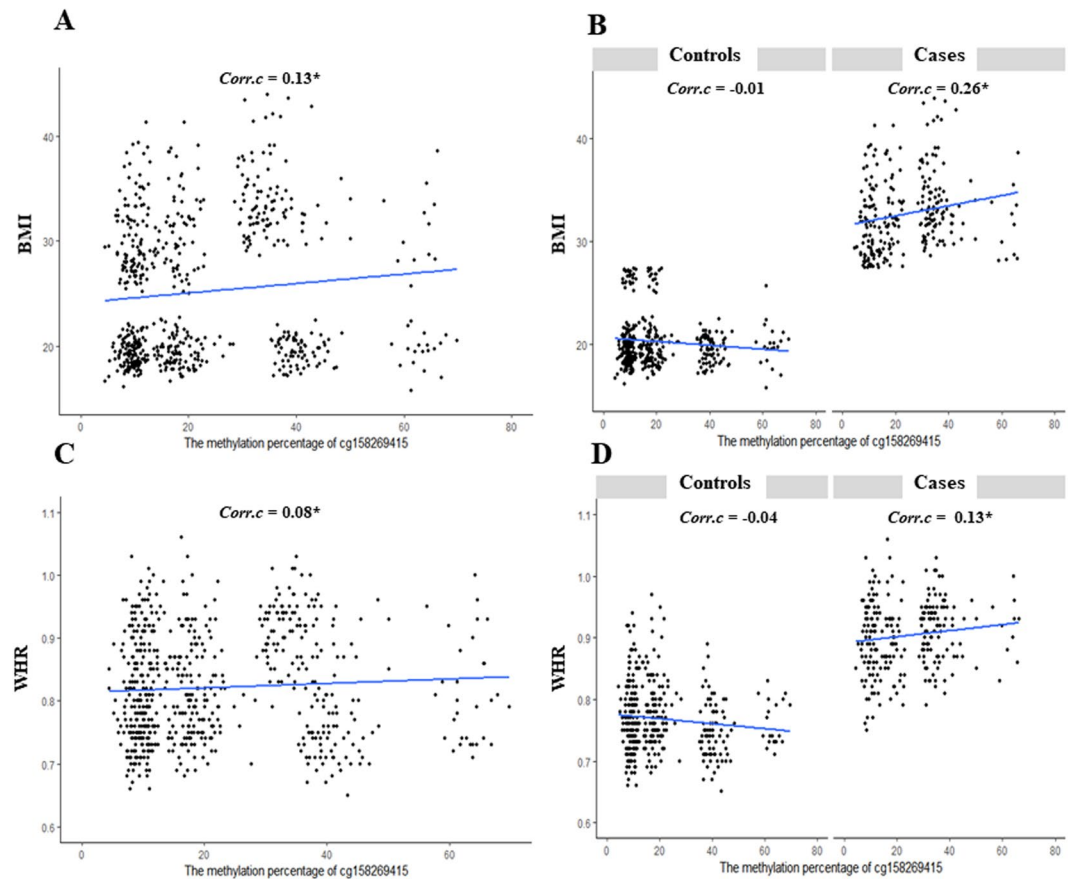 A
Corr.c = 0.13*
BMI
40
30
20
0 20 40 60 80
The methylation percentage of cg158269415
B
Controls Cases
Corr.c = -0.01 Corr.c = 0.26*
BMI
40
30
20
0 20 40 60 80 0 20 40 60 80
The methylation percentage of cg158269415
C
Corr.c = 0.08*
WHR
1.1
1.0
0.9
0.8
0.7
0.6
0 20 40 60
The methylation percentage of cg158269415
D
Controls Cases
Corr.c = -0.04 Corr.c = 0.13*
WHR
1.1
1.0
0.9
0.8
0.7
0.6
0 20 40 60 80 0 20 40 60 80
The methylation percentage of cg158269415